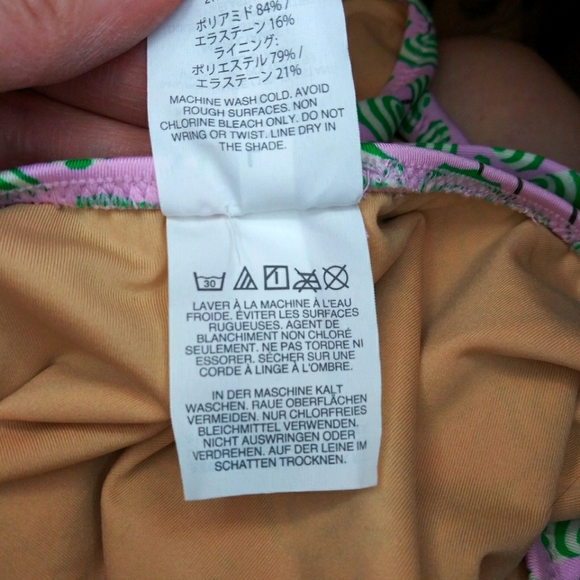 ポリアミド 84%/
エラステーン 16%
ライニング:
ポリエステル 79%/
エラステーン 21%
MACHINE WASH COLD. AVOID
ROUGH SURFACES. NON
CHLORINE BLEACH ONLY. DO NOT
WRING OR TWIST. LINE DRY IN
THE SHADE.
30
LAVER À LA MACHINE À L'EAU
FROIDE. ÉVITER LES SURFACES
RUGUEUSES. AGENT DE
BLANCHIMENT NON CHLORÉ
SEULEMENT. NE PAS TORDRE NI
ESSORER. SÉCHER SUR UNE
CORDE À LINGE À L'OMBRE.
IN DER MASCHINE KALT
WASCHEN. RAUE OBERFLÄCHEN
VERMEIDEN. NUR CHLORFREIES
BLEICHMITTEL VERWENDEN.
NICHT AUSWRINGEN ODER
VERDREHEN. AUF DER LEINE IM
SCHATTEN TROCKNEN.